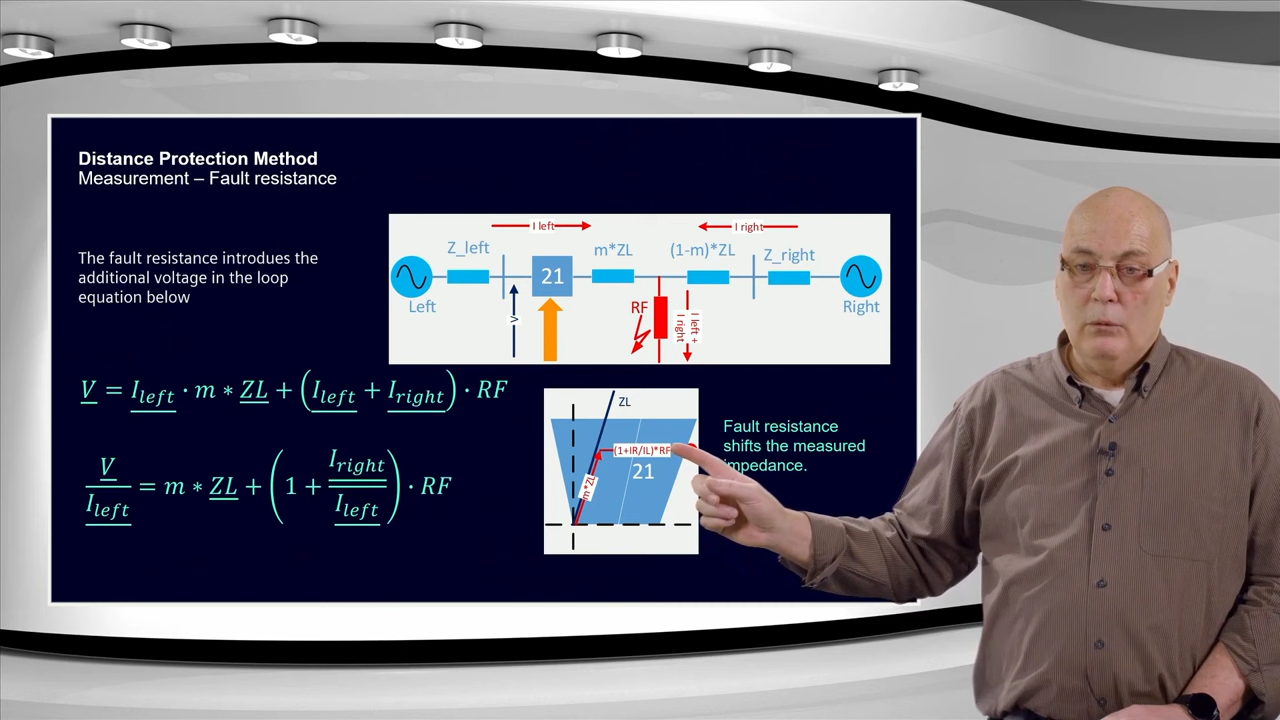 Distance Protection Method
Measurement – Fault resistance
The fault resistance introdues the
additional voltage in the loop
equation below
I left
I right
Z_left
m*ZL
(1-m)*ZL
Z_right
21
Left
V
RF
I left +
I right
Right
V = I_left · m * ZL + (I_left + I_right) · RF
V / I_left = m * ZL + (1 + I_right / I_left) · RF
ZL
(1+IR/IL)*RF
m*ZL
21
Fault resistance
shifts the measured
impedance.